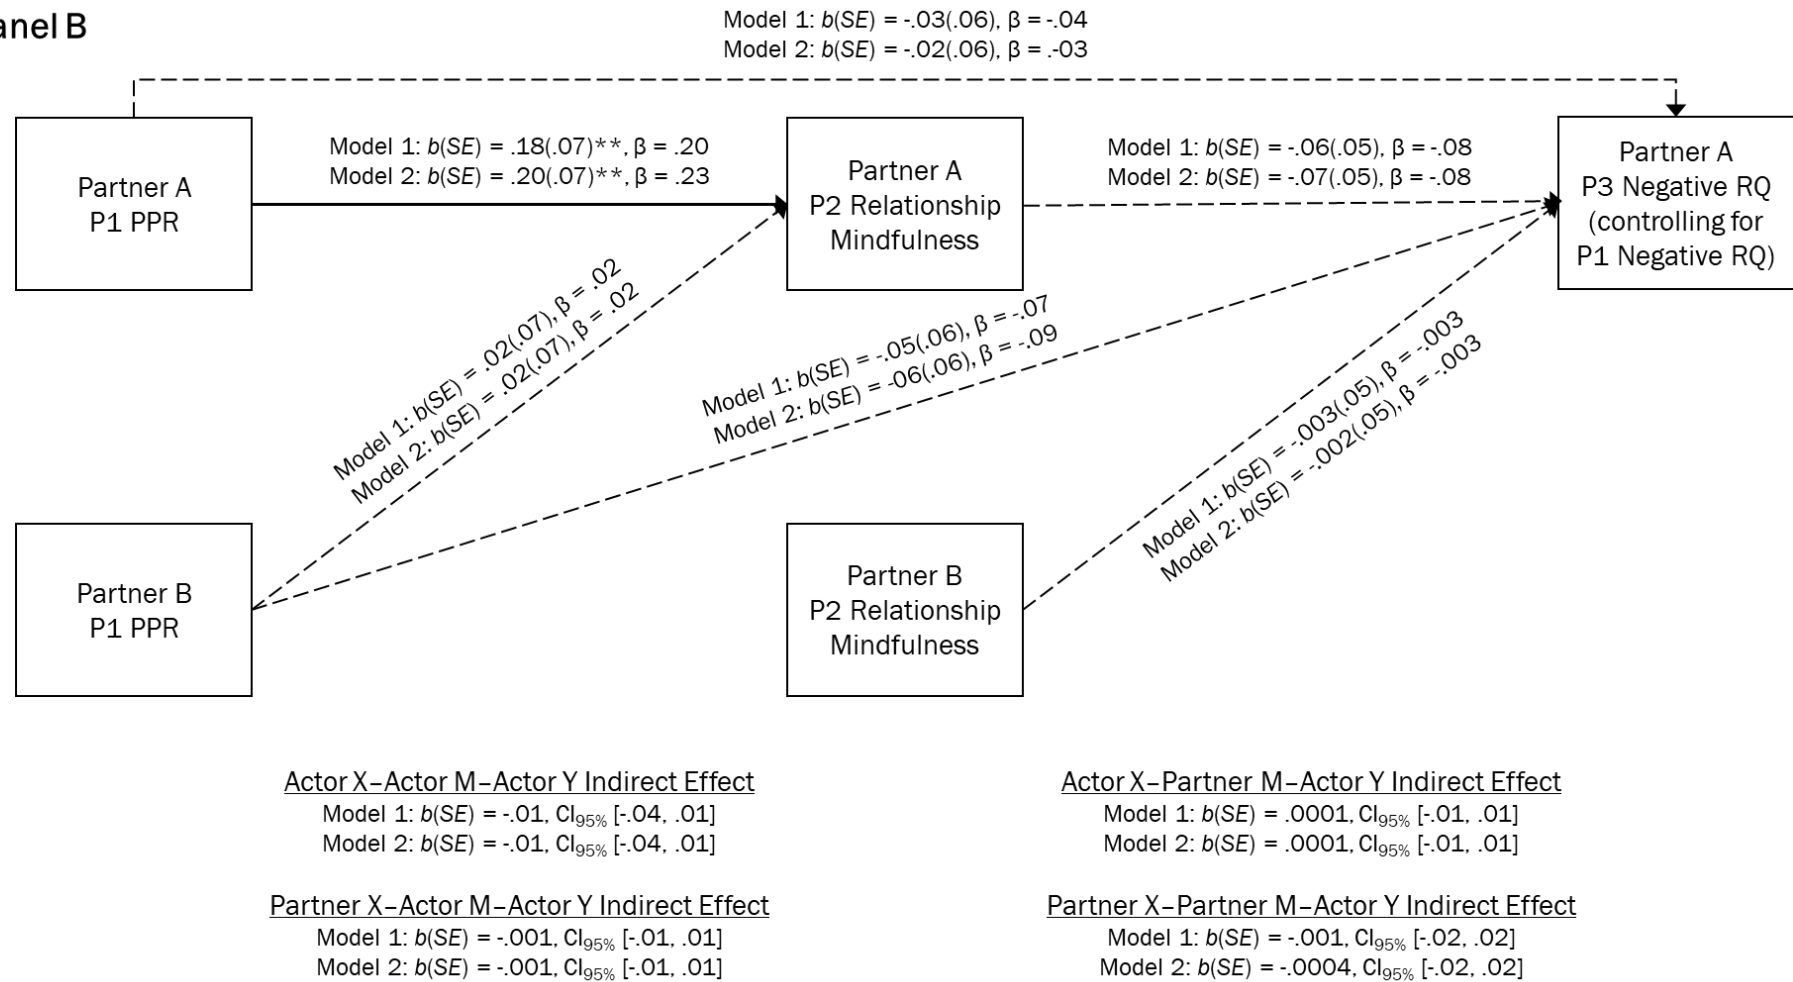 anel B
Model 1: b(SE) = -.03(.06), β = -.04
Model 2: b(SE) = -.02(.06), β = .-03
Partner A
P1 PPR
Model 1: b(SE) = .18(.07)**, β = .20
Model 2: b(SE) = .20(.07)**, β = .23
Partner A
P2 Relationship
Mindfulness
Model 1: b(SE) = -.06(.05), β = -.08
Model 2: b(SE) = -.07(.05), β = -.08
Partner A
P3 Negative RQ
(controlling for
P1 Negative RQ)
Model 1: b(SE) = .02(.07), β = .02
Model 2: b(SE) = .02(.07), β = .02
Model 1: b(SE) = -.05(.06), β = -.07
Model 2: b(SE) = -06(.06), β = -.09
Model 1: b(SE) = -.003(.05), β = -.003
Model 2: b(SE) = -.002(.05), β = -.003
Partner B
P1 PPR
Partner B
P2 Relationship
Mindfulness
Actor X–Actor M–Actor Y Indirect Effect
Model 1: b(SE) = -.01, CI95% [-.04, .01]
Model 2: b(SE) = -.01, CI95% [-.04, .01]
Actor X–Partner M–Actor Y Indirect Effect
Model 1: b(SE) = .0001, CI95% [-.01, .01]
Model 2: b(SE) = .0001, CI95% [-.01, .01]
Partner X–Actor M–Actor Y Indirect Effect
Model 1: b(SE) = -.001, CI95% [-.01, .01]
Model 2: b(SE) = -.001, CI95% [-.01, .01]
Partner X–Partner M–Actor Y Indirect Effect
Model 1: b(SE) = -.001, CI95% [-.02, .02]
Model 2: b(SE) = -.0004, CI95% [-.02, .02]